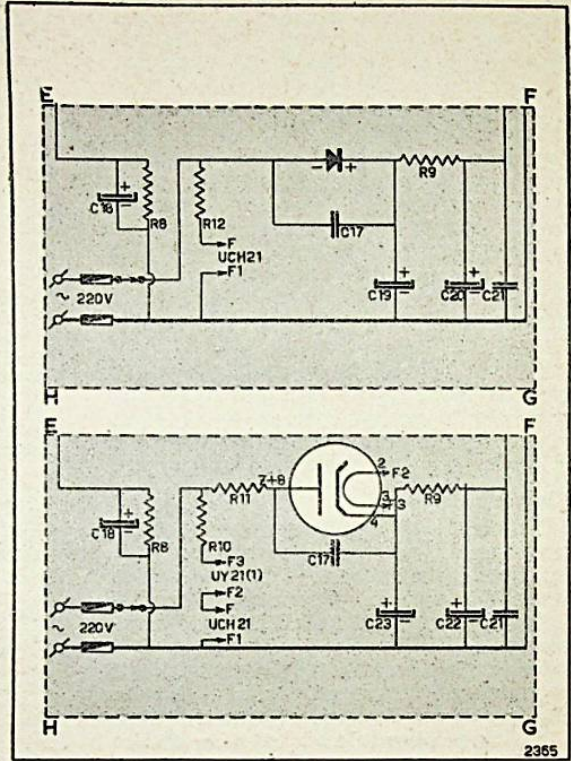 E F
C18 + −
R8
R12
− +
R9
C17
F
UCH21
F1
~ 220V
C19 + −
C20 + −
C21
H G
E F
C18 + −
R8
R11
7+8
2
F2
3
3
4
R9
R10
C17
F3
UY21(1)
F2
F
UCH21
F1
~ 220V
C23 + −
C22 + −
C21
H G
2365